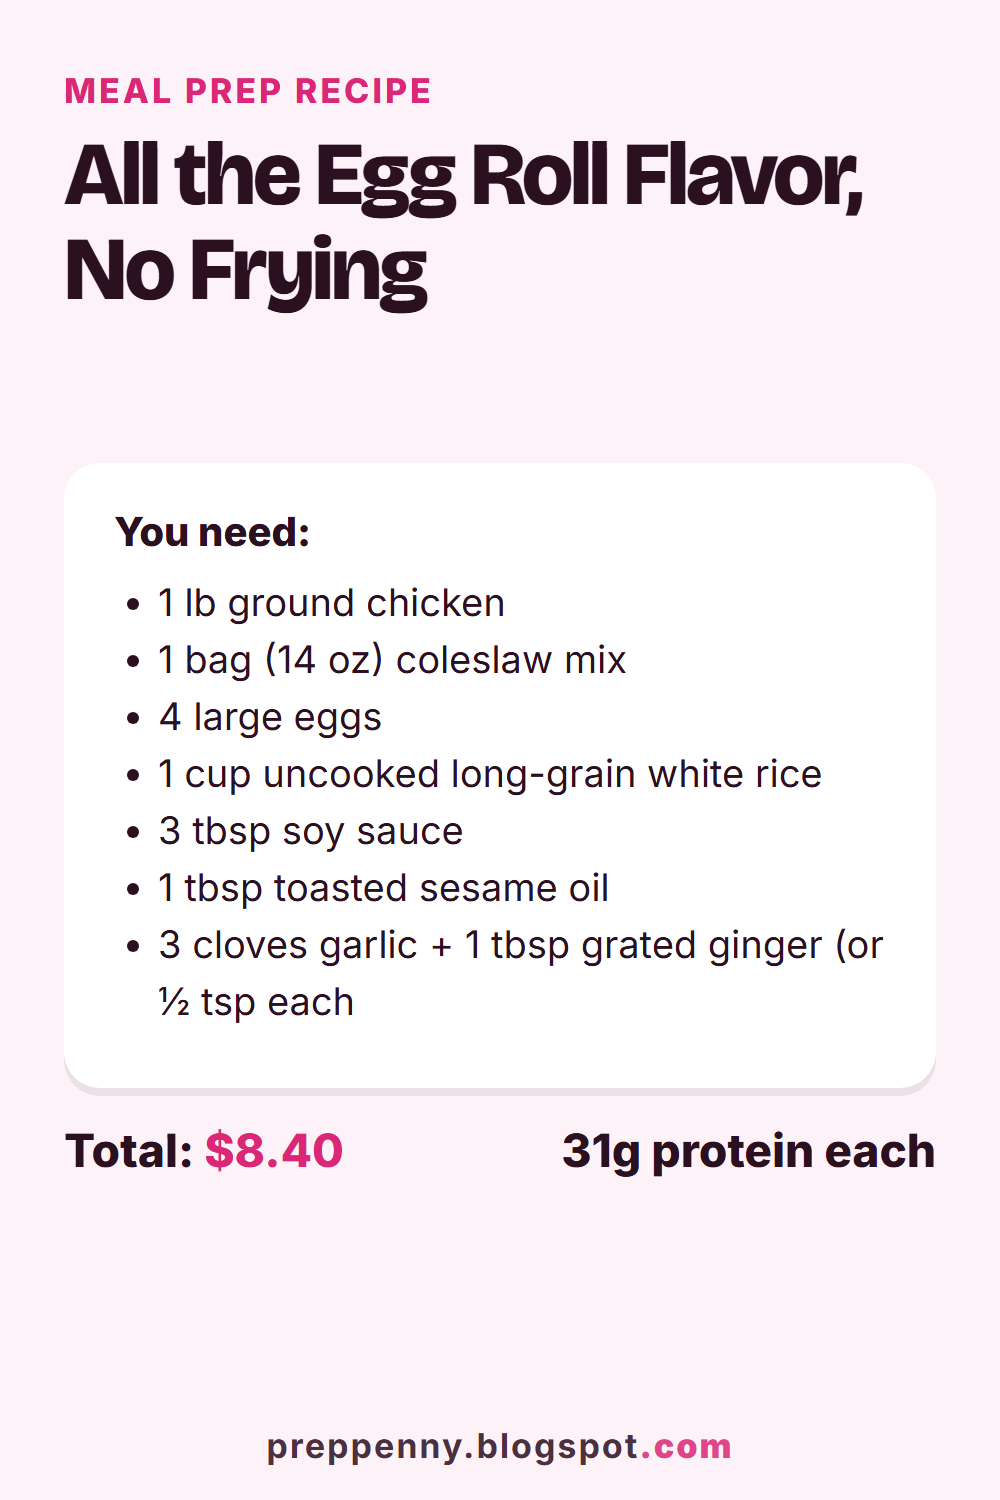 MEAL PREP RECIPE
All the Egg Roll Flavor,
No Frying
You need:
• 1 lb ground chicken
• 1 bag (14 oz) coleslaw mix
• 4 large eggs
• 1 cup uncooked long-grain white rice
• 3 tbsp soy sauce
• 1 tbsp toasted sesame oil
• 3 cloves garlic + 1 tbsp grated ginger (or
½ tsp each
Total: $8.40 31g protein each
preppenny.blogspot.com